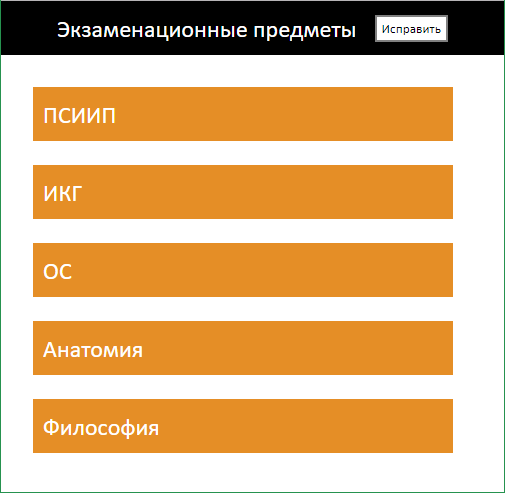 Экзаменационные предметы Исправить
ПСИИП
ИКГ
ОС
Анатомия
Философия